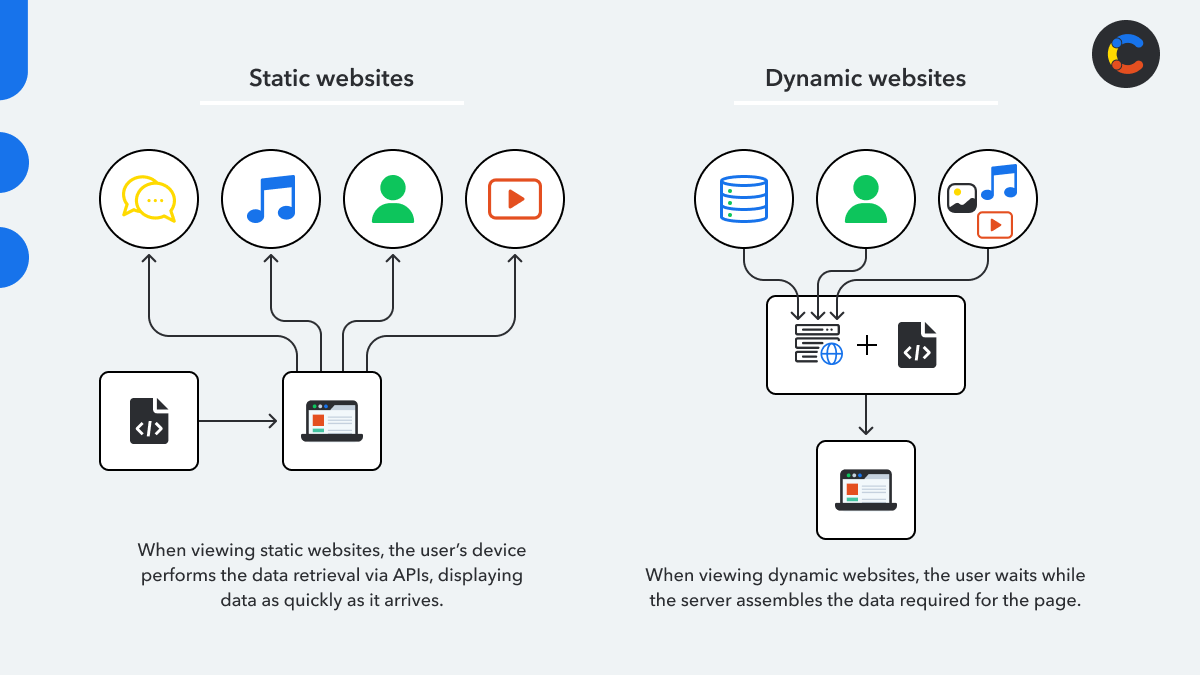 Static websites
Dynamic websites
When viewing static websites, the user’s device
performs the data retrieval via APIs, displaying
data as quickly as it arrives.
When viewing dynamic websites, the user waits while
the server assembles the data required for the page.